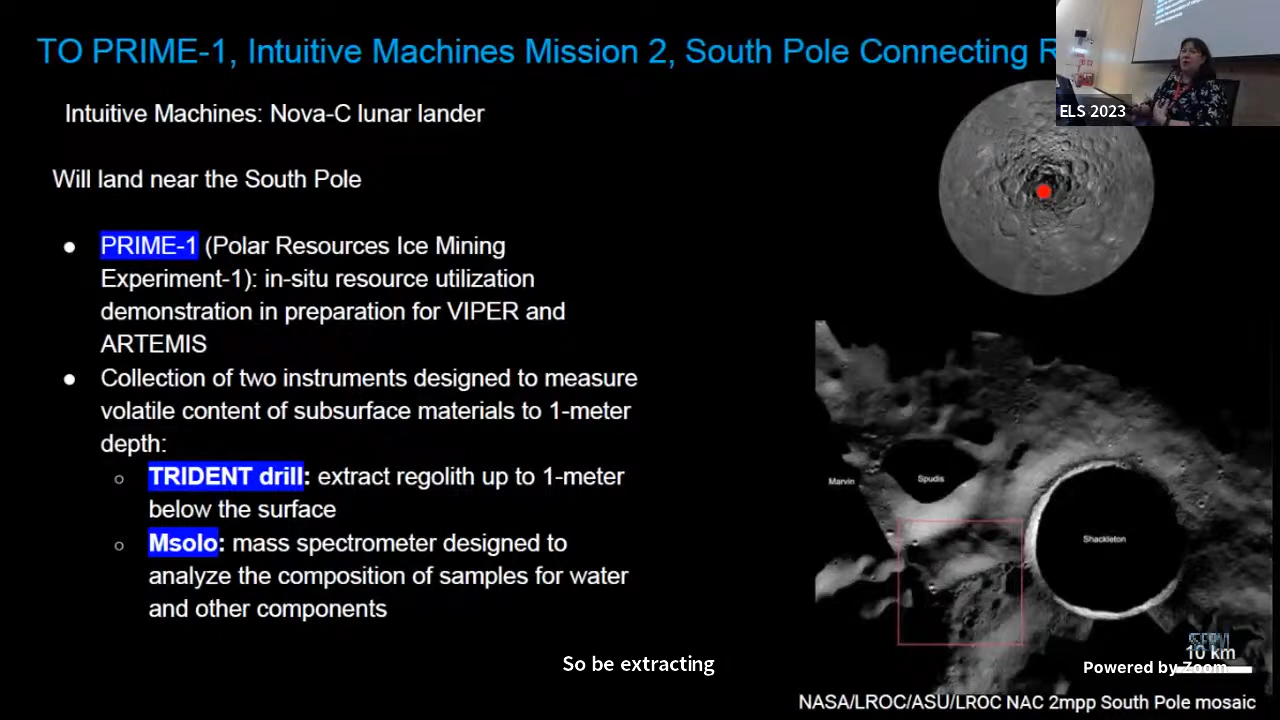 TO PRIME-1, Intuitive Machines Mission 2, South Pole Connecting R
ELS 2023
Intuitive Machines: Nova-C lunar lander
Will land near the South Pole
● PRIME-1 (Polar Resources Ice Mining
Experiment-1): in-situ resource utilization
demonstration in preparation for VIPER and
ARTEMIS
● Collection of two instruments designed to measure
volatile content of subsurface materials to 1-meter
depth:
○ TRIDENT drill: extract regolith up to 1-meter
below the surface
○ Msolo: mass spectrometer designed to
analyze the composition of samples for water
and other components
Marvin
Spudis
Shackleton
10 km
So be extracting
Powered by Zoom
NASA/LROC/ASU/LROC NAC 2mpp South Pole mosaic